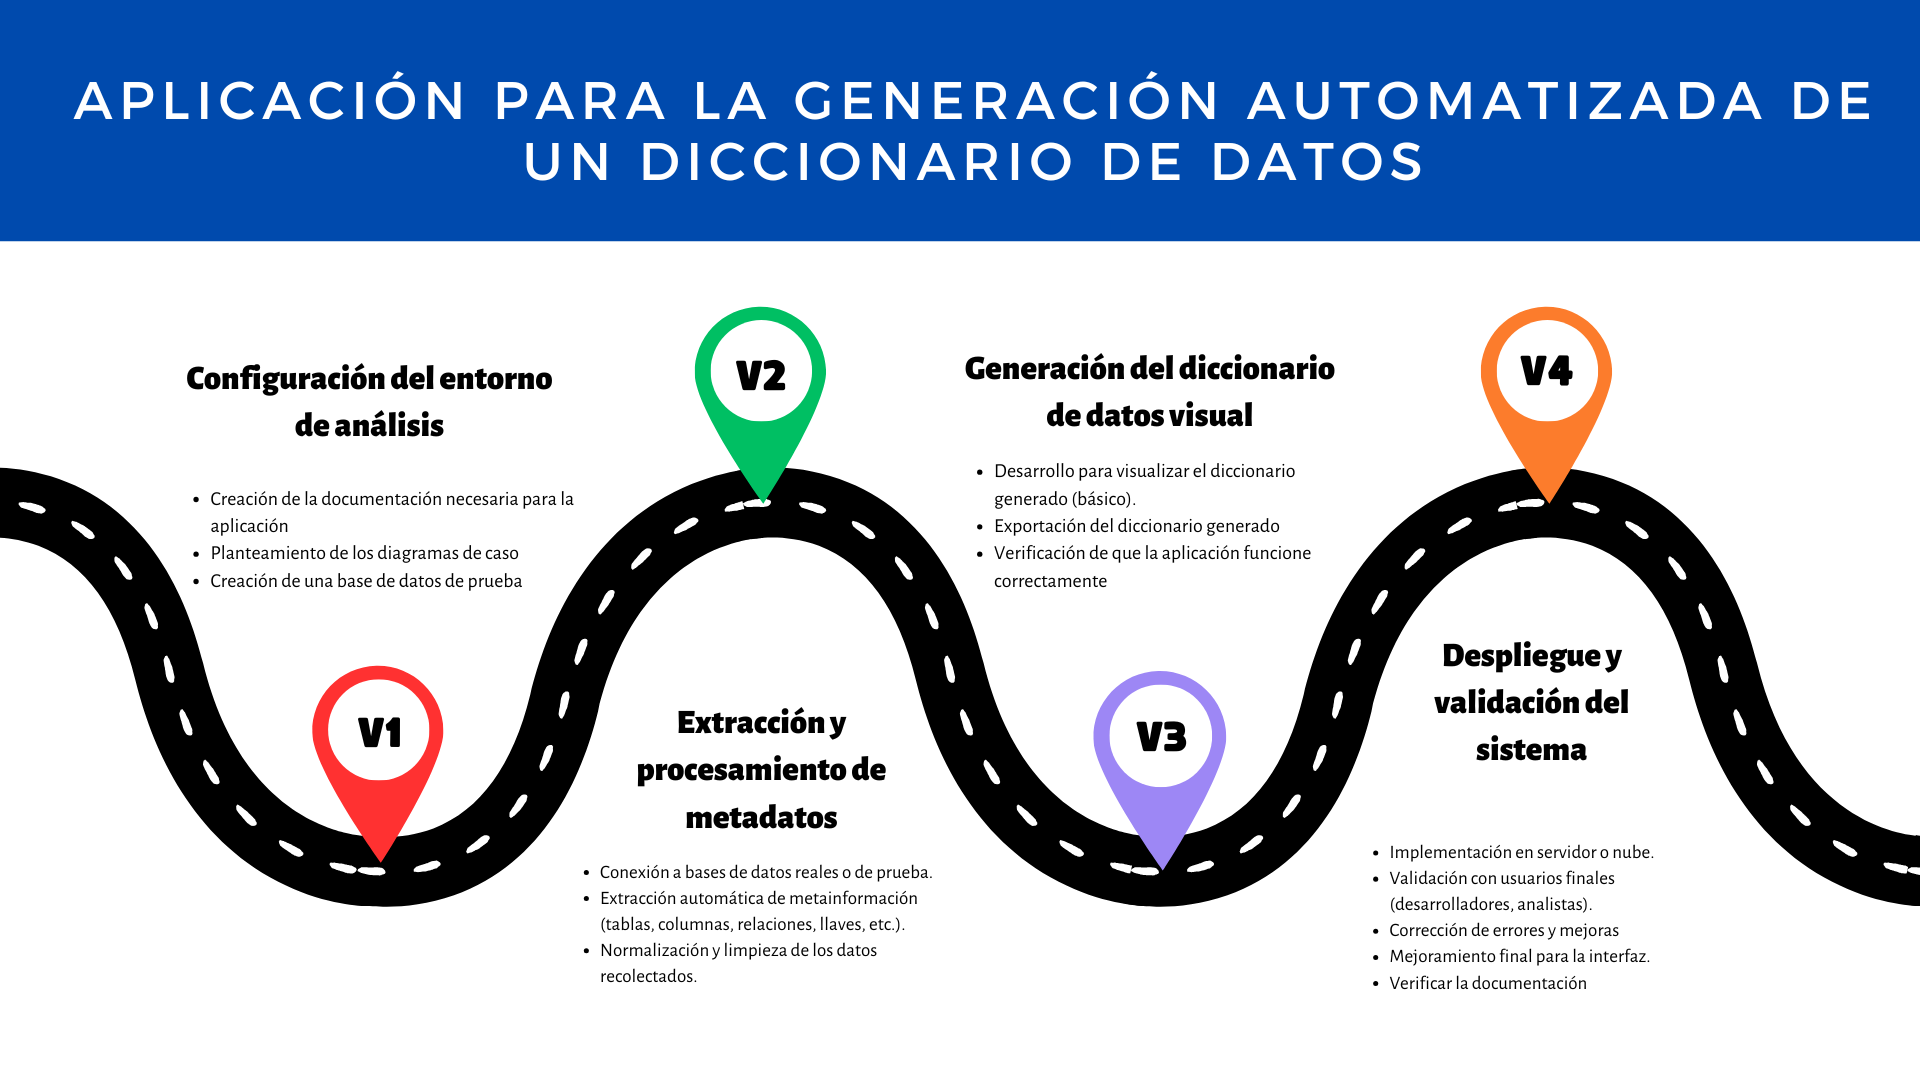 APLICACIÓN PARA LA GENERACIÓN AUTOMATIZADA DE
UN DICCIONARIO DE DATOS
V1
Configuración del entorno
de análisis
• Creación de la documentación necesaria para la
aplicación
• Planteamiento de los diagramas de caso
• Creación de una base de datos de prueba
V2
Extracción y
procesamiento de
metadatos
• Conexión a bases de datos reales o de prueba.
• Extracción automática de metainformación
(tablas, columnas, relaciones, llaves, etc.).
• Normalización y limpieza de los datos
recolectados.
V3
Generación del diccionario
de datos visual
• Desarrollo para visualizar el diccionario
generado (básico).
• Exportación del diccionario generado
• Verificación de que la aplicación funcione
correctamente
V4
Despliegue y
validación del
sistema
• Implementación en servidor o nube.
• Validación con usuarios finales
(desarrolladores, analistas).
• Corrección de errores y mejoras
• Mejoramiento final para la interfaz.
• Verificar la documentación